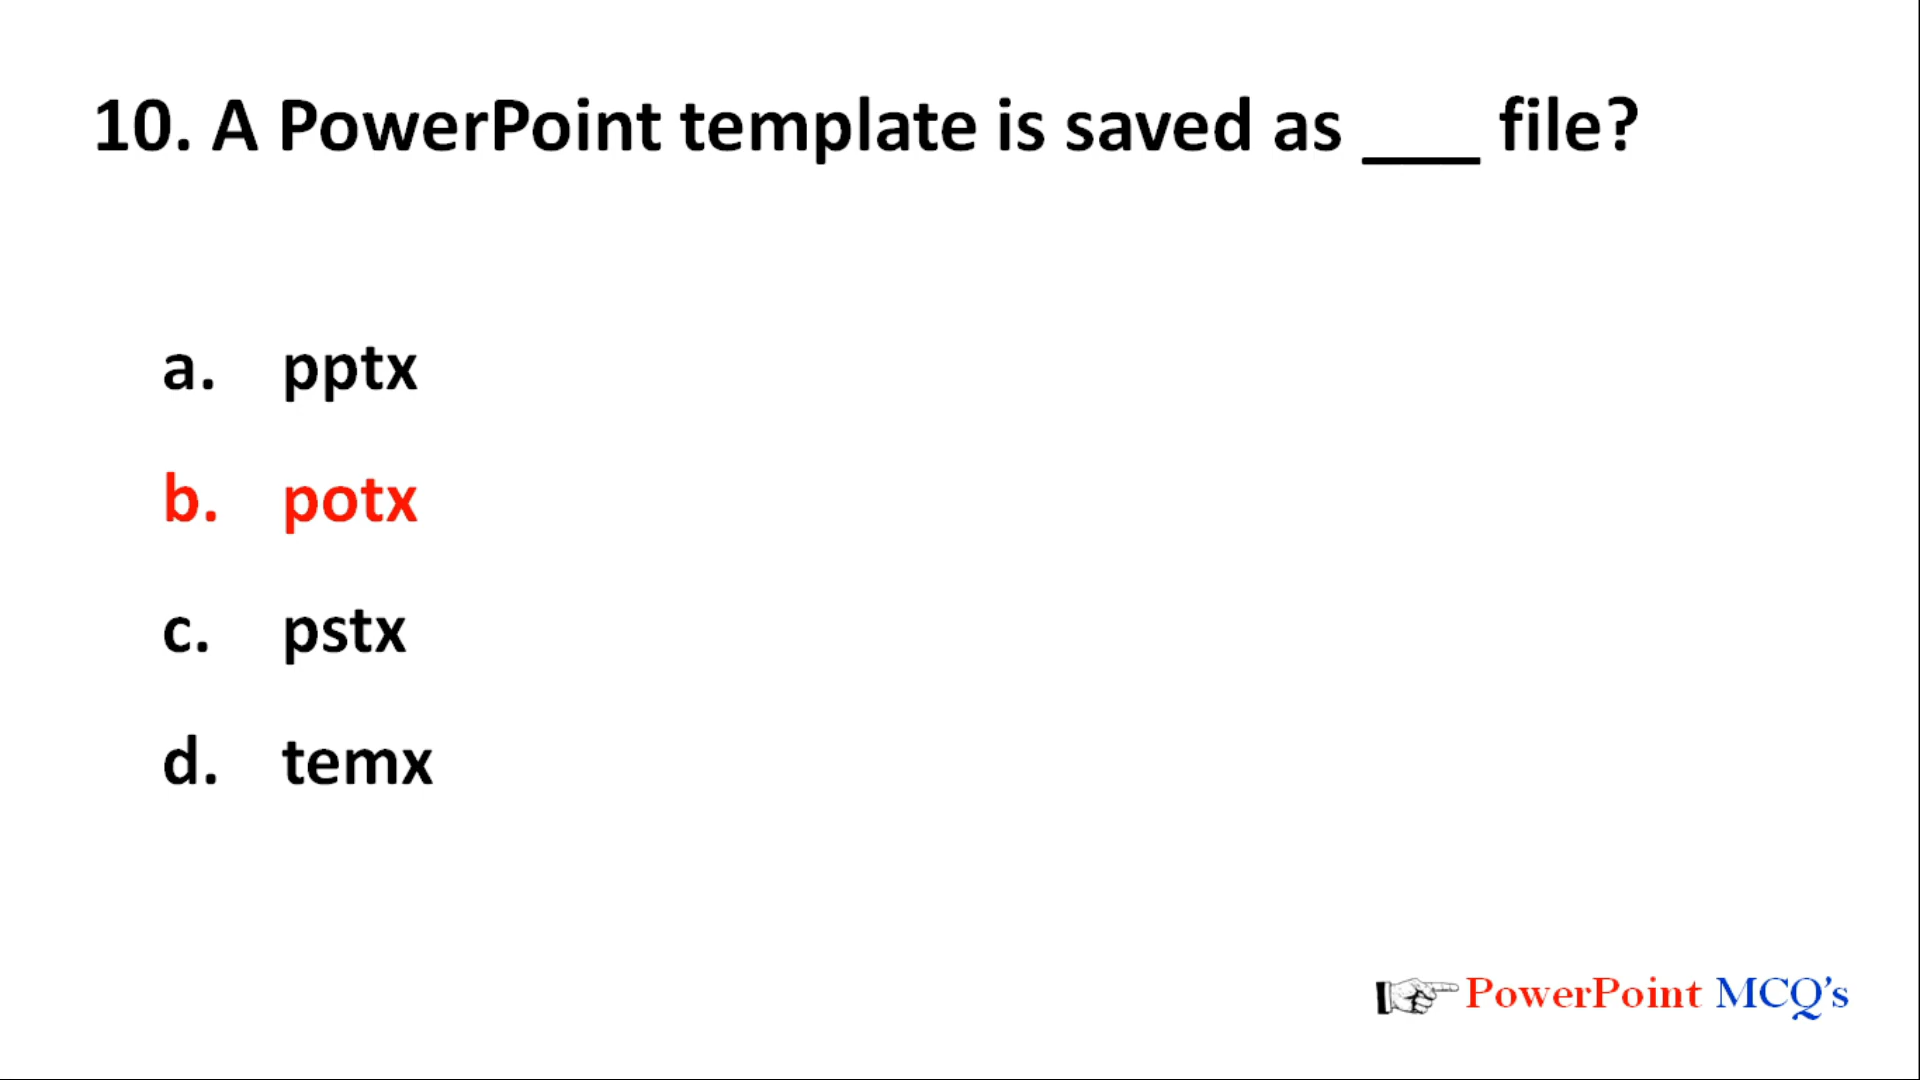 10. A PowerPoint template is saved as ___ file?
a. pptx
b. potx
c. pstx
d. temx
PowerPoint MCQ's